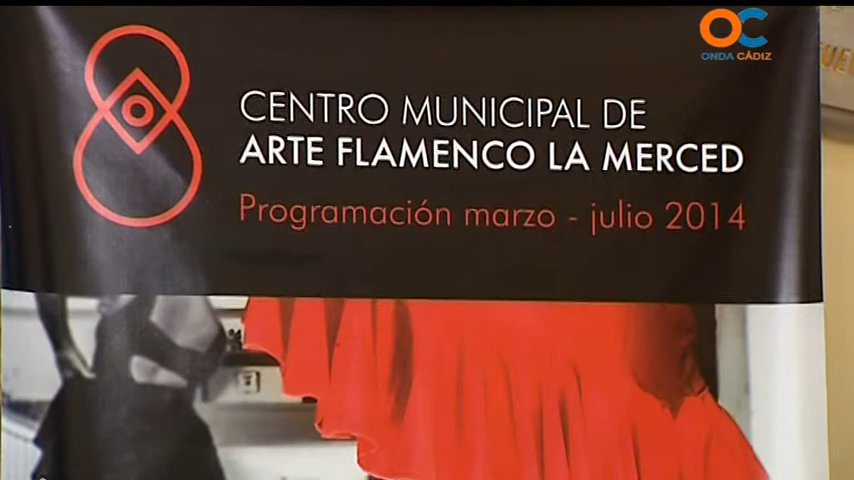 OC
ONDA CÁDIZ
CENTRO MUNICIPAL DE
ARTE FLAMENCO LA MERCED
Programación marzo - julio 2014